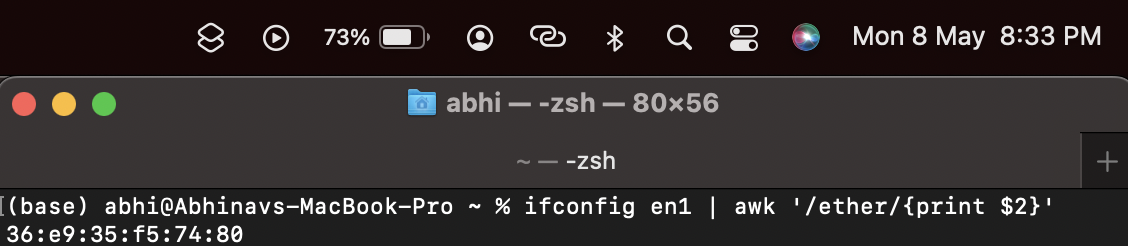 73% Mon 8 May 8:33 PM
abhi — -zsh — 80×56
~ — -zsh
(base) abhi@Abhinavs-MacBook-Pro ~ % ifconfig en1 | awk '/ether/{print $2}'
36:e9:35:f5:74:80